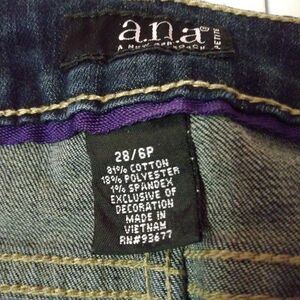 a.n.a®
A NEW APPROACH
PETITE
28/6P
81% COTTON
18% POLYESTER
1% SPANDEX
EXCLUSIVE OF
DECORATION
MADE IN
VIETNAM
RN#93677